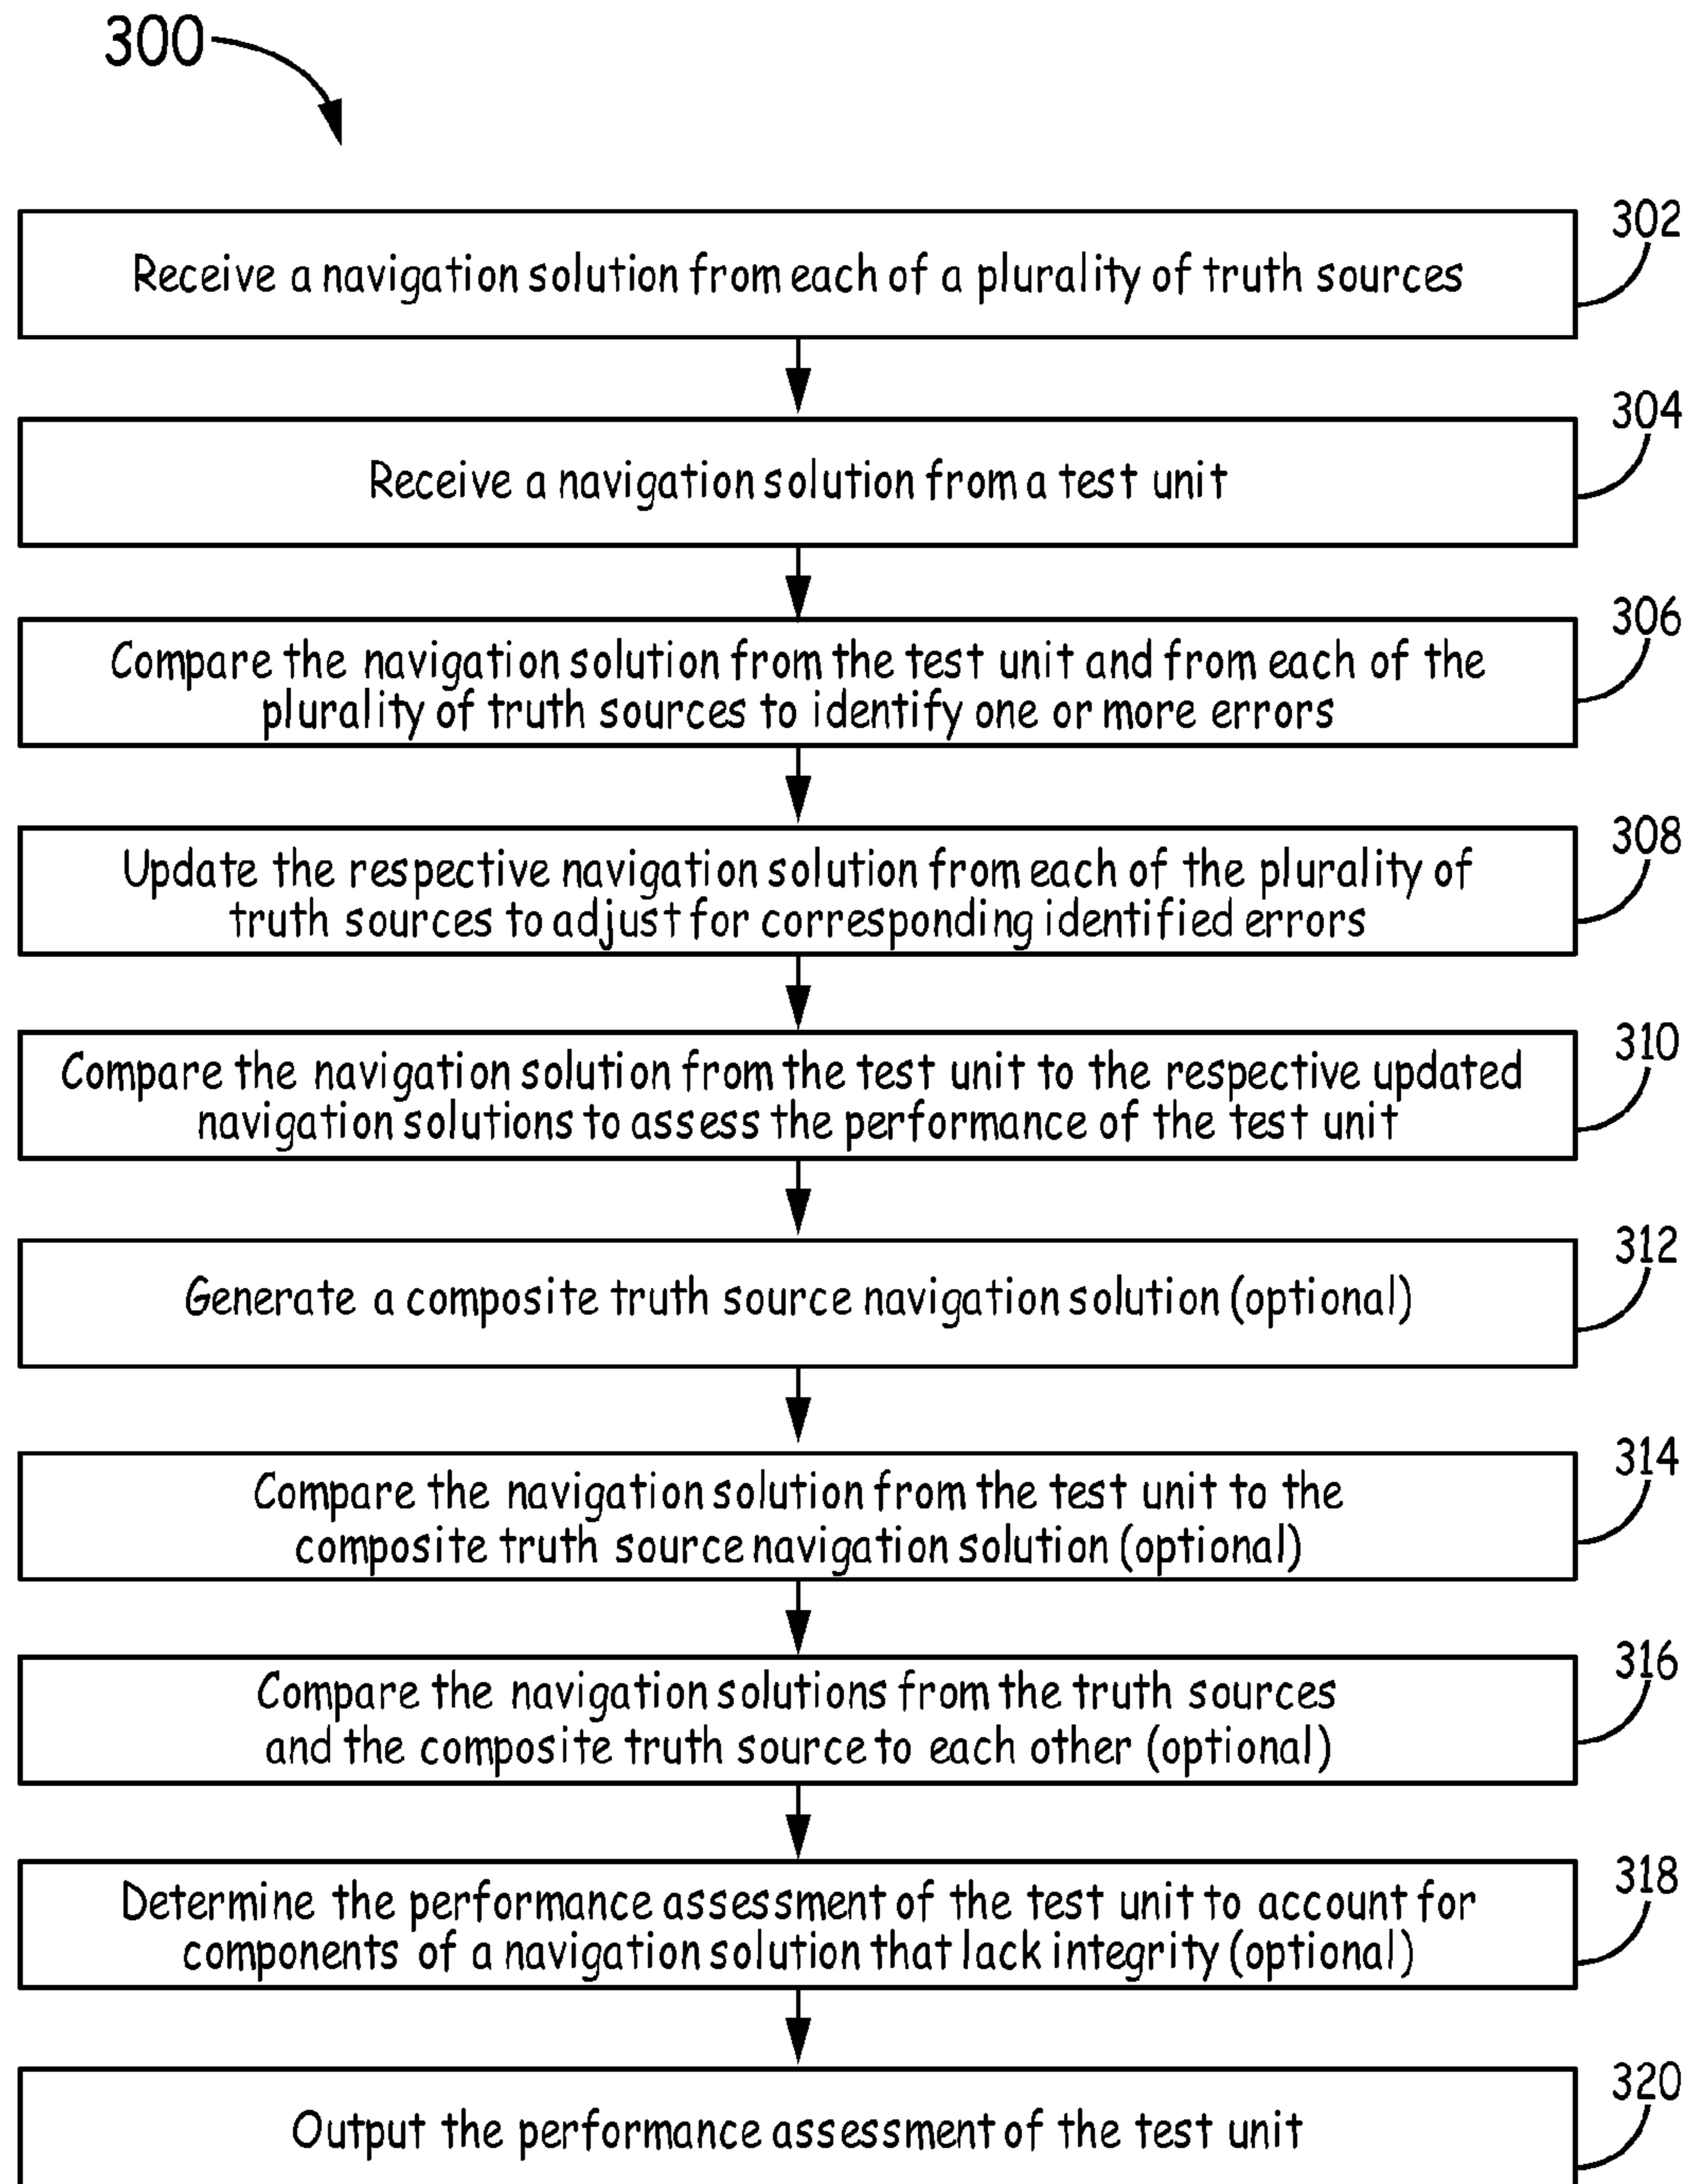 300
302
Receive a navigation solution from each of a plurality of truth sources
304
Receive a navigation solution from a test unit
306
Compare the navigation solution from the test unit and from each of the
plurality of truth sources to identify one or more errors
308
Update the respective navigation solution from each of the plurality of
truth sources to adjust for corresponding identified errors
310
Compare the navigation solution from the test unit to the respective updated
navigation solutions to assess the performance of the test unit
312
Generate a composite truth source navigation solution (optional)
314
Compare the navigation solution from the test unit to the
composite truth source navigation solution (optional)
316
Compare the navigation solutions from the truth sources
and the composite truth source to each other (optional)
318
Determine the performance assessment of the test unit to account for
components of a navigation solution that lack integrity (optional)
320
Output the performance assessment of the test unit